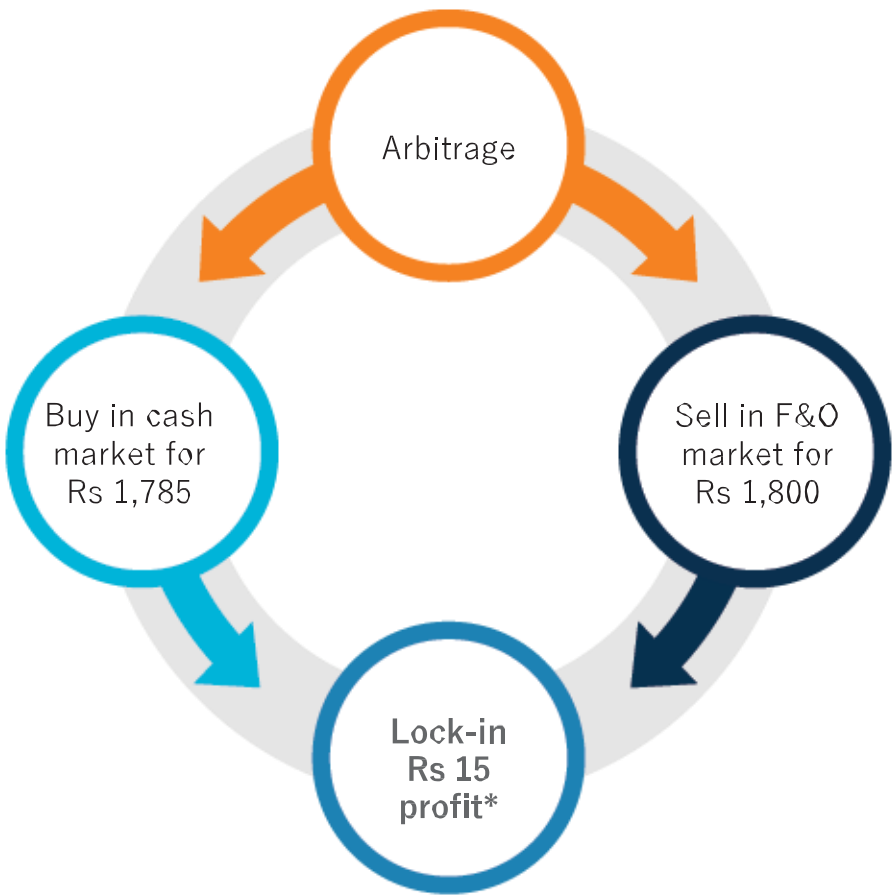 Arbitrage
Buy in cash
market for
Rs 1,785
Sell in F&O
market for
Rs 1,800
Lock-in
Rs 15
profit*